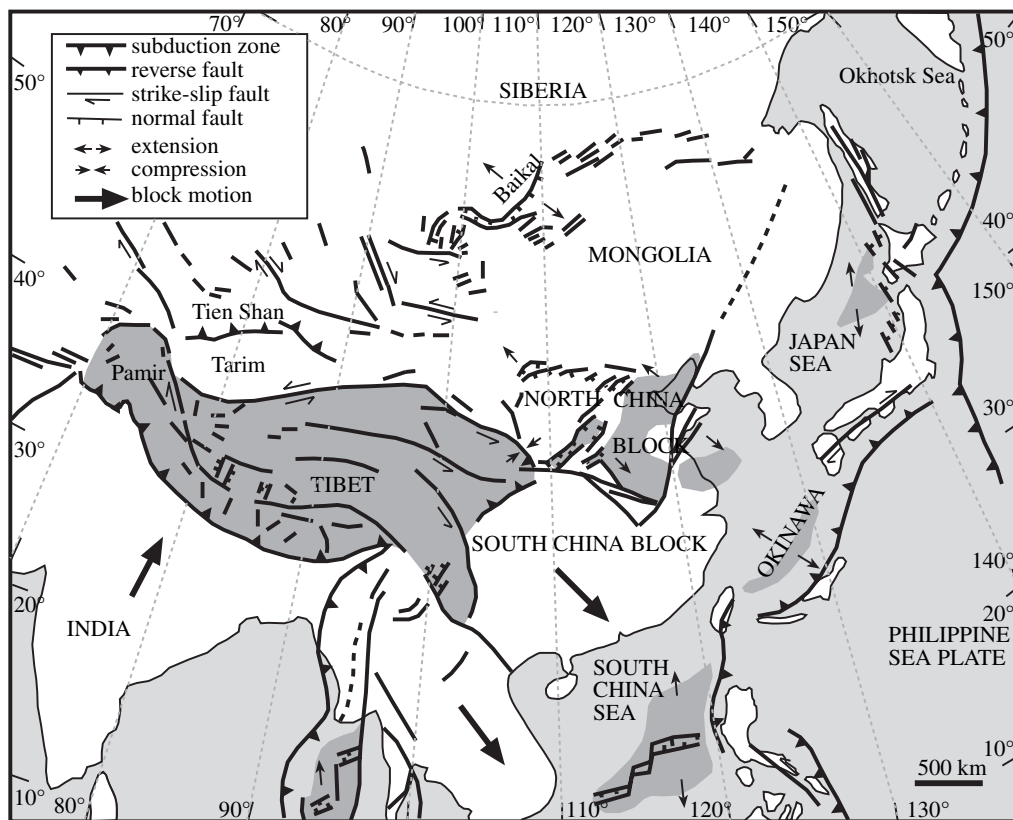 70° 80° 90° 100° 110° 120° 130° 140° 150°
subduction zone
reverse fault
strike-slip fault
normal fault
extension
compression
block motion
50°
50°
Okhotsk Sea
SIBERIA
Baikal
40°
40°
MONGOLIA
150°
Tien Shan
JAPAN
SEA
Pamir
Tarim
NORTH CHINA
BLOCK
30°
30°
TIBET
OKINAWA
SOUTH CHINA BLOCK
140°
20°
20°
INDIA
PHILIPPINE
SEA PLATE
SOUTH
CHINA
SEA
10°
500 km
10° 80° 90° 110° 120° 130°